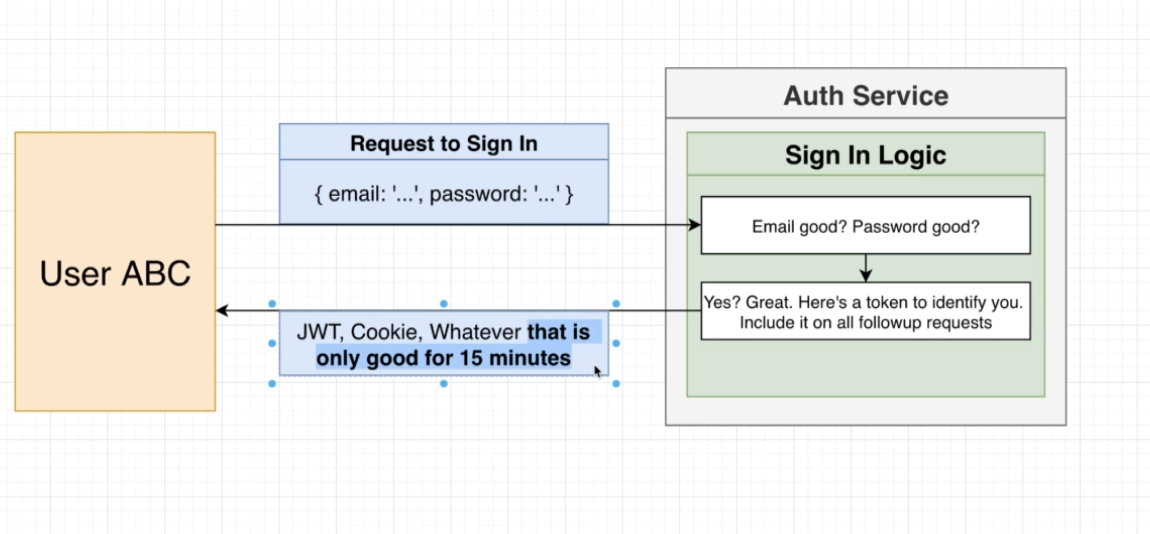 Auth Service
Request to Sign In
Sign In Logic
{ email: '...', password: '...' }
Email good? Password good?
User ABC
Yes? Great. Here's a token to identify you.
Include it on all followup requests
JWT, Cookie, Whatever that is
only good for 15 minutes